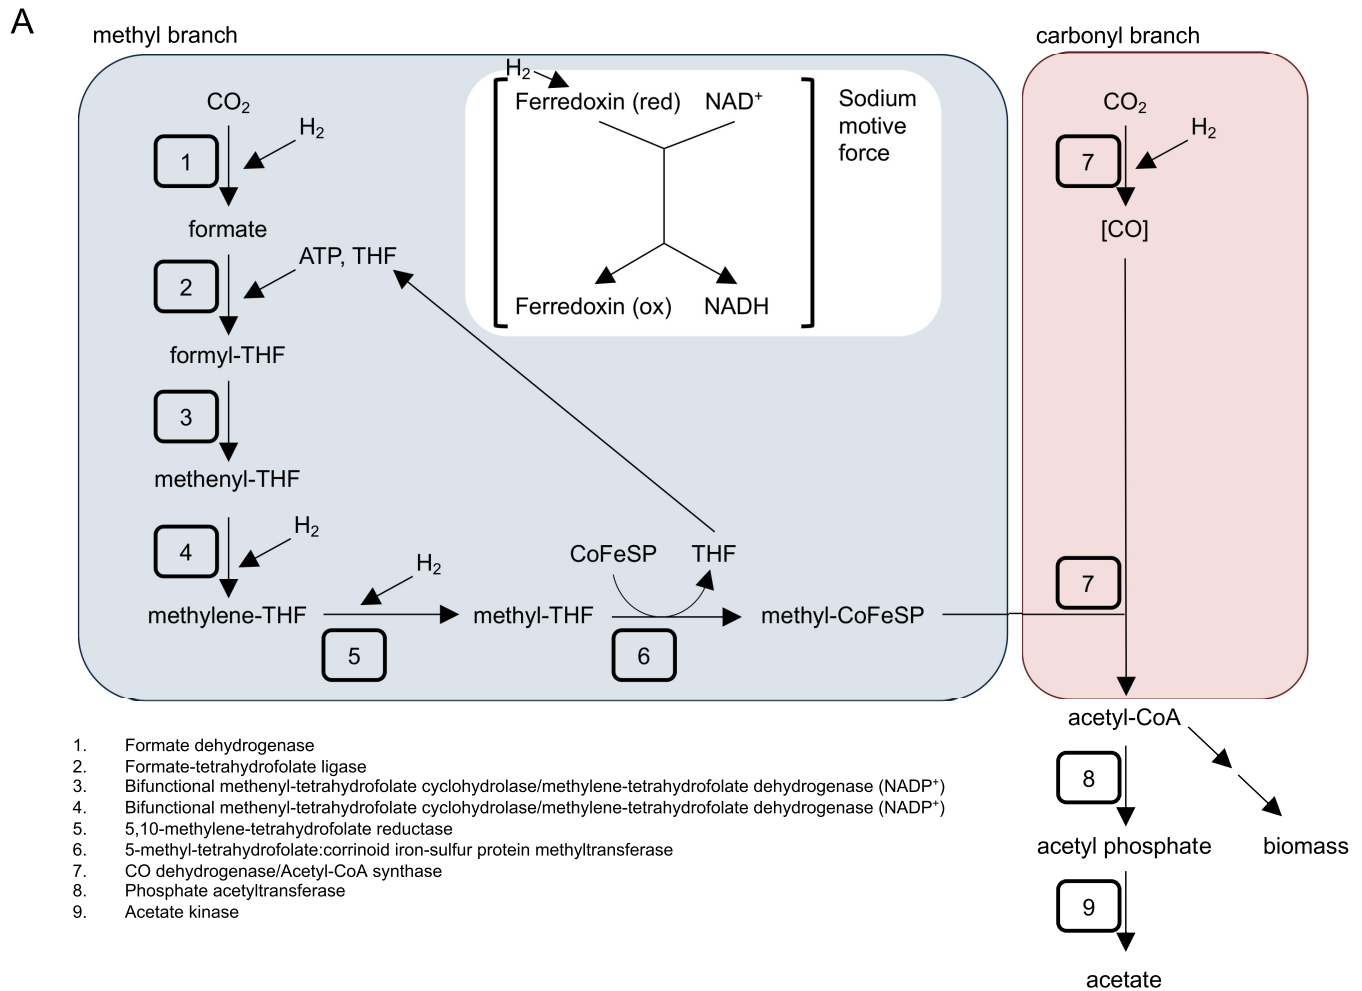 A
methyl branch
carbonyl branch
H₂
CO₂
Ferredoxin (red) NAD⁺
Sodium
motive
force
CO₂
H₂
H₂
1
7
formate
[CO]
ATP, THF
2
Ferredoxin (ox) NADH
formyl-THF
3
methenyl-THF
H₂
4
CoFeSP THF
H₂
7
methylene-THF
methyl-THF
methyl-CoFeSP
5
6
acetyl-CoA
8
acetyl phosphate
biomass
9
acetate
1. Formate dehydrogenase
2. Formate-tetrahydrofolate ligase
3. Bifunctional methenyl-tetrahydrofolate cyclohydrolase/methylene-tetrahydrofolate dehydrogenase (NADP⁺)
4. Bifunctional methenyl-tetrahydrofolate cyclohydrolase/methylene-tetrahydrofolate dehydrogenase (NADP⁺)
5. 5,10-methylene-tetrahydrofolate reductase
6. 5-methyl-tetrahydrofolate:corrinoid iron-sulfur protein methyltransferase
7. CO dehydrogenase/Acetyl-CoA synthase
8. Phosphate acetyltransferase
9. Acetate kinase